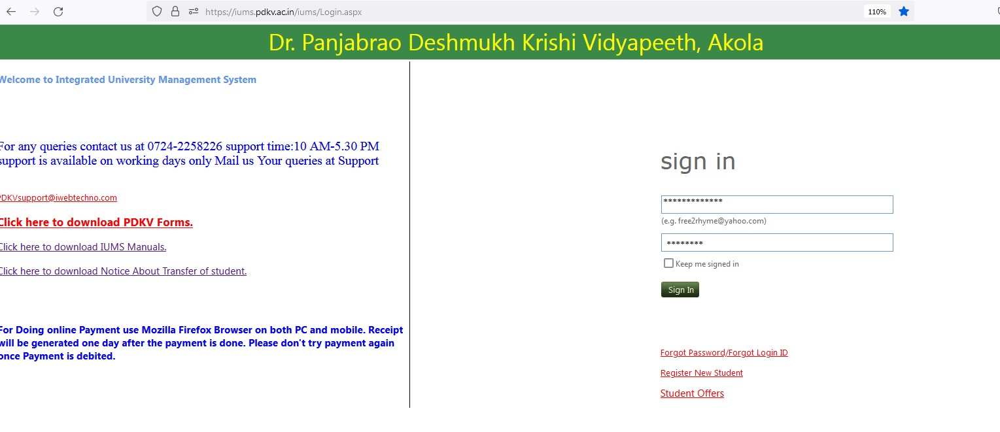 https://iums.pdkv.ac.in/iums/Login.aspx
110%
Dr. Panjabrao Deshmukh Krishi Vidyapeeth, Akola
Welcome to Integrated University Management System
For any queries contact us at 0724-2258226 support time:10 AM-5.30 PM
support is available on working days only Mail us Your queries at Support
PDKVsupport@iwebtechno.com
Click here to download PDKV Forms.
Click here to download IUMS Manuals.
Click here to download Notice About Transfer of student.
For Doing online Payment use Mozilla Firefox Browser on both PC and mobile. Receipt
will be generated one day after the payment is done. Please don't try payment again
once Payment is debited.
sign in
*************
(e.g. free2rhyme@yahoo.com)
********
Keep me signed in
Sign In
Forgot Password/Forgot Login ID
Register New Student
Student Offers